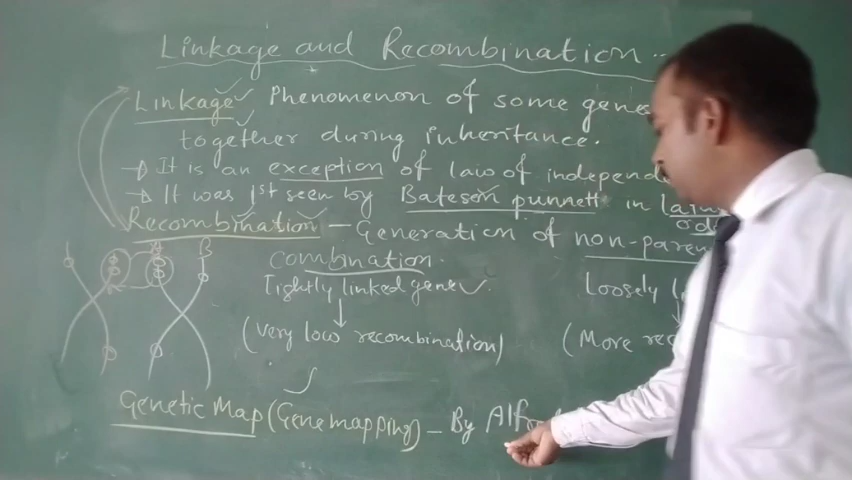 Linkage and Recombination
Linkage Phenomenon of some gene
together during inheritance.
→ It is an exception of law of independe
→ It was 1st seen by Bateson punnett in
Recombination – Generation of non-paren
combination.
B
Tightly linked gene ✓. Loosely
↓
(Very low recombination) (More rec
Genetic Map (Gene mapping) – By Alf